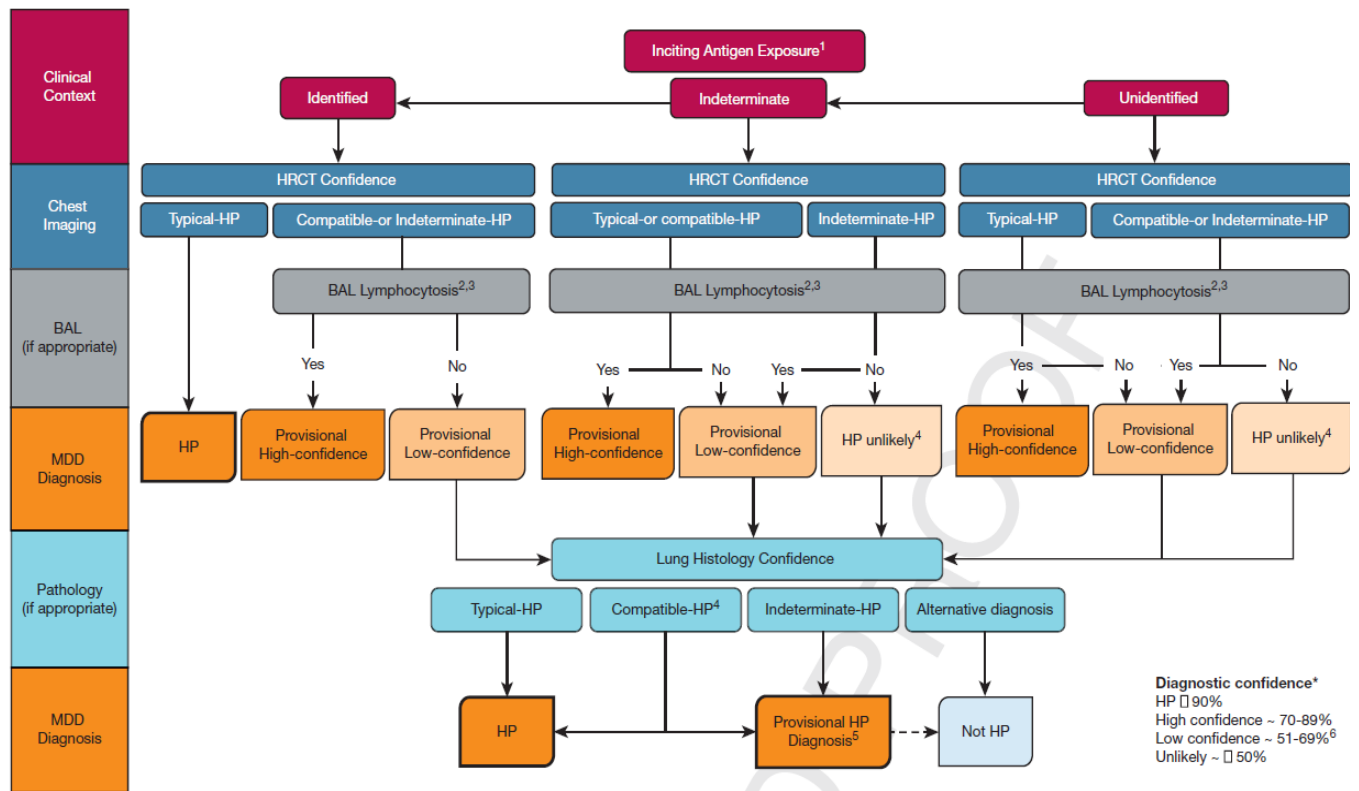 Clinical
Context
Inciting Antigen Exposure1
Identified
Indeterminate
Unidentified
Chest
Imaging
HRCT Confidence
HRCT Confidence
HRCT Confidence
Typical-HP
Compatible-or Indeterminate-HP
Typical-or compatible-HP
Indeterminate-HP
Typical-HP
Compatible-or Indeterminate-HP
BAL
(if appropriate)
BAL Lymphocytosis2,3
BAL Lymphocytosis2,3
BAL Lymphocytosis2,3
Yes
No
Yes
No
Yes
No
Yes
No
Yes
No
MDD
Diagnosis
HP
Provisional
High-confidence
Provisional
Low-confidence
Provisional
High-confidence
Provisional
Low-confidence
HP unlikely4
Provisional
High-confidence
Provisional
Low-confidence
HP unlikely4
Pathology
(if appropriate)
Lung Histology Confidence
Typical-HP
Compatible-HP4
Indeterminate-HP
Alternative diagnosis
MDD
Diagnosis
HP
Provisional HP
Diagnosis5
Not HP
Diagnostic confidence*
HP □ 90%
High confidence ~ 70-89%
Low confidence ~ 51-69%6
Unlikely ~ □ 50%
PROOF